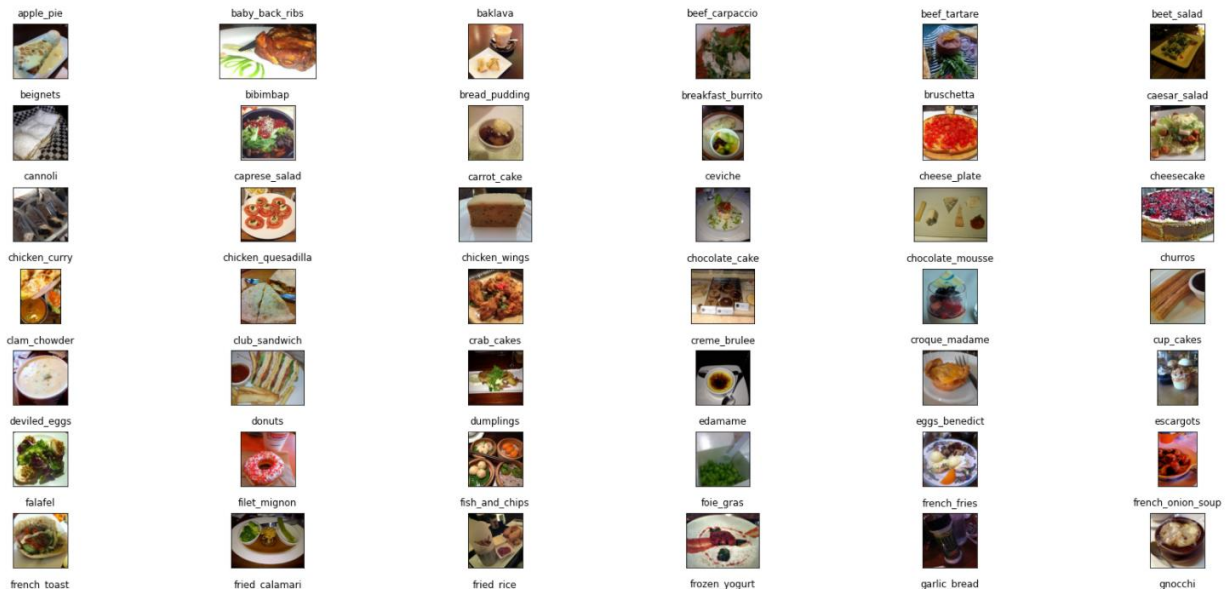 apple_pie baby_back_ribs baklava beef_carpaccio beef_tartare beet_salad
beignets bibimbap bread_pudding breakfast_burrito bruschetta caesar_salad
cannoli caprese_salad carrot_cake ceviche cheese_plate cheesecake
chicken_curry chicken_quesadilla chicken_wings chocolate_cake chocolate_mousse churros
clam_chowder club_sandwich crab_cakes creme_brulee croque_madame cup_cakes
deviled_eggs donuts dumplings edamame eggs_benedict escargots
falafel filet_mignon fish_and_chips foie_gras french_fries french_onion_soup
french_toast fried_calamari fried_rice frozen_yogurt garlic_bread gnocchi